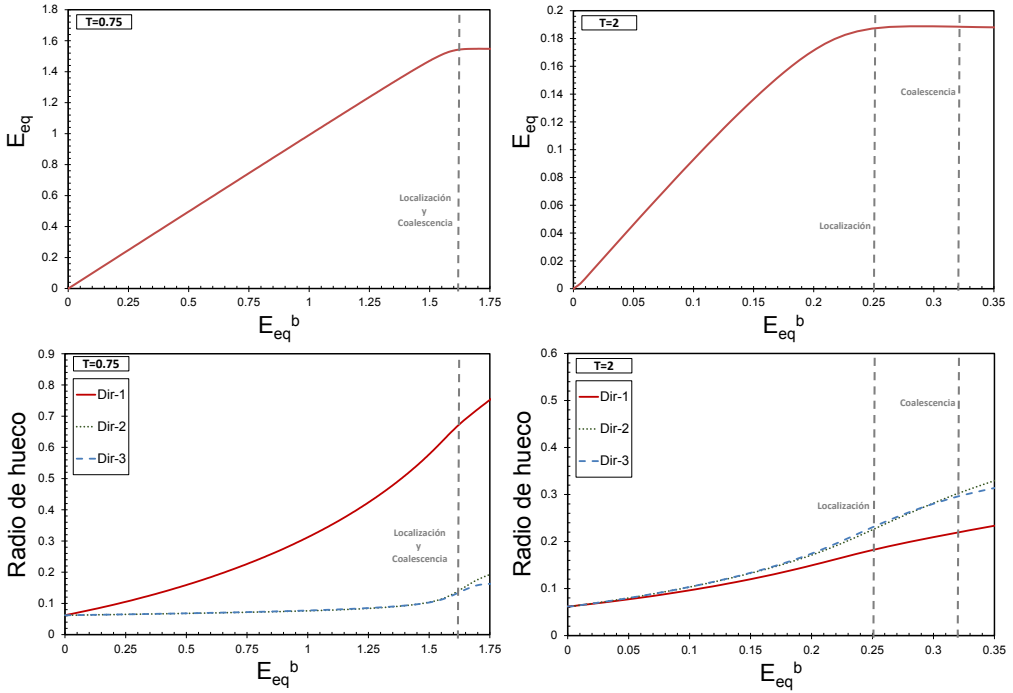 T=0.75
1.8
1.6
1.4
1.2
1
0.8
0.6
0.4
0.2
0
E_eq
Localización
y
Coalescencia
0 0.25 0.5 0.75 1 1.25 1.5 1.75
E_eq^b
T=2
0.2
0.18
0.16
0.14
0.12
0.1
0.08
0.06
0.04
0.02
0
E_eq
Coalescencia
Localización
0 0.05 0.1 0.15 0.2 0.25 0.3 0.35
E_eq^b
T=0.75
0.9
0.8
0.7
0.6
0.5
0.4
0.3
0.2
0.1
0
Radio de hueco
Dir-1
Dir-2
Dir-3
Localización
y
Coalescencia
0 0.25 0.5 0.75 1 1.25 1.5 1.75
E_eq^b
T=2
0.6
0.5
0.4
0.3
0.2
0.1
0
Radio de hueco
Dir-1
Dir-2
Dir-3
Coalescencia
Localización
0 0.05 0.1 0.15 0.2 0.25 0.3 0.35
E_eq^b